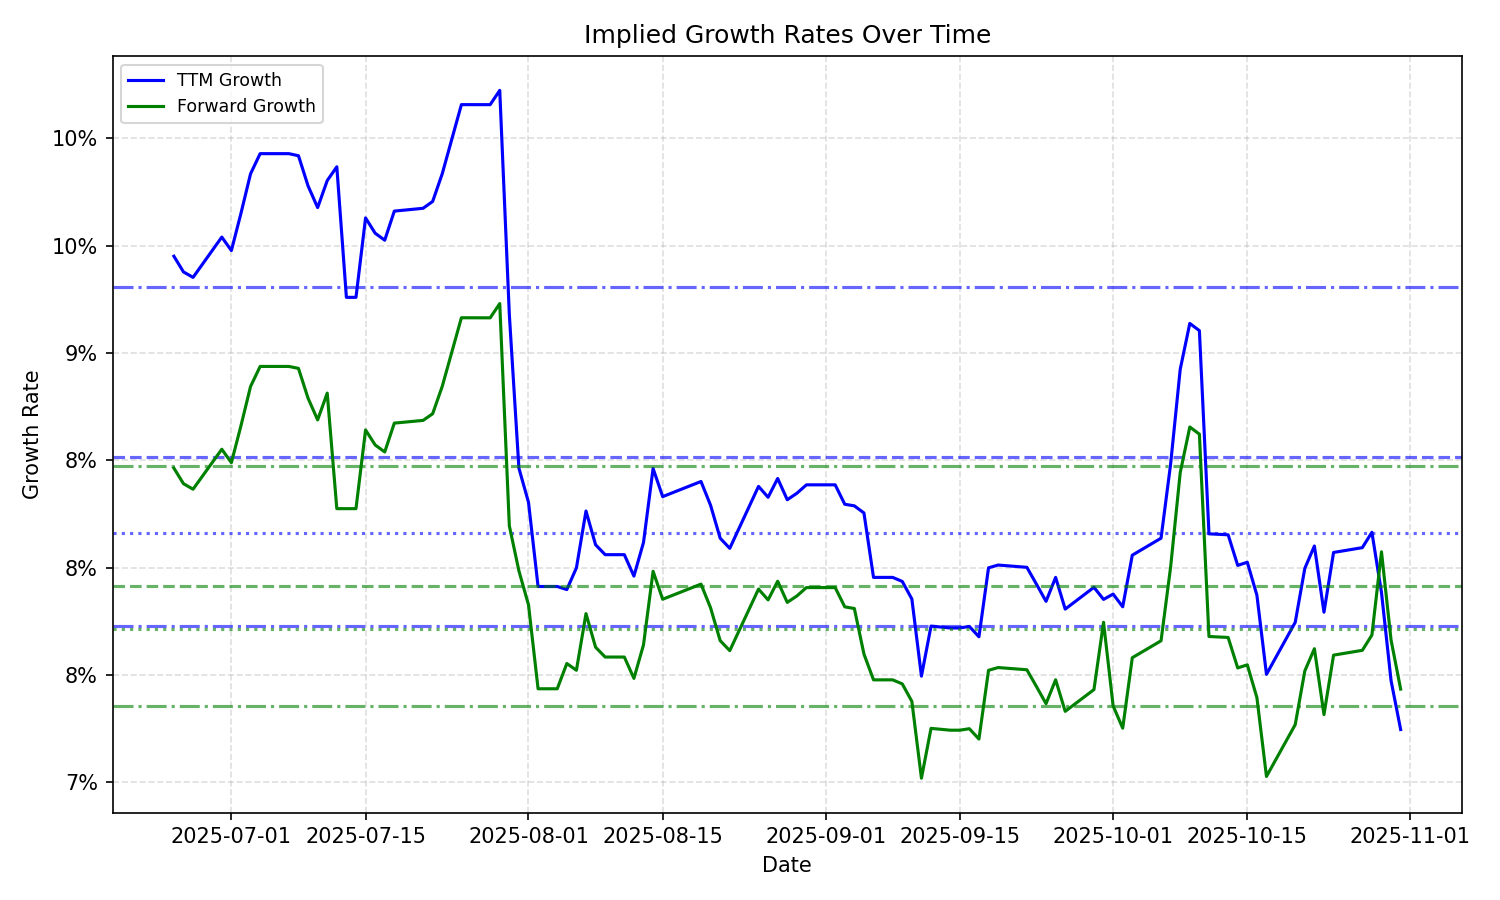 Implied Growth Rates Over Time
TTM Growth
Forward Growth
10%
10%
9%
8%
8%
8%
7%
Growth Rate
2025-07-01 2025-07-15 2025-08-01 2025-08-15 2025-09-01 2025-09-15 2025-10-01 2025-10-15 2025-11-01
Date